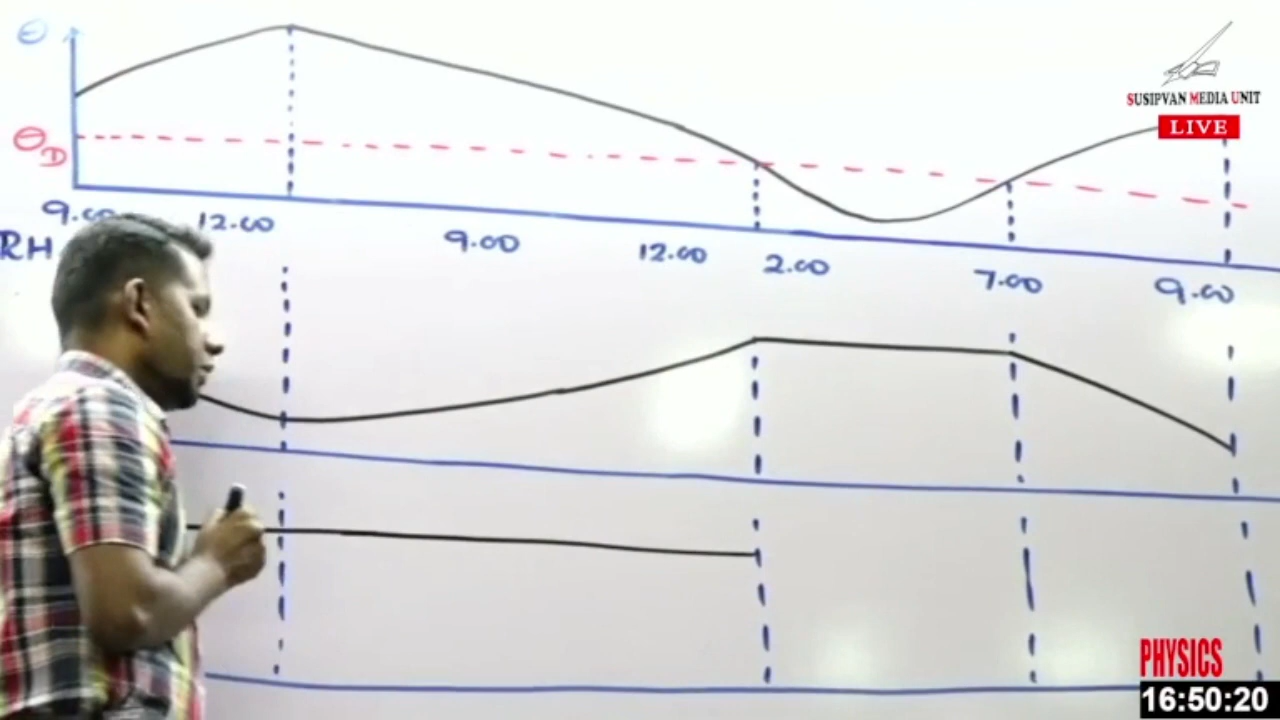 θ
SUSIPVAN MEDIA UNIT
LIVE
θD
9.00 12.00 9.00 12.00 2.00 7.00 9.00
RH
PHYSICS
16:50:20